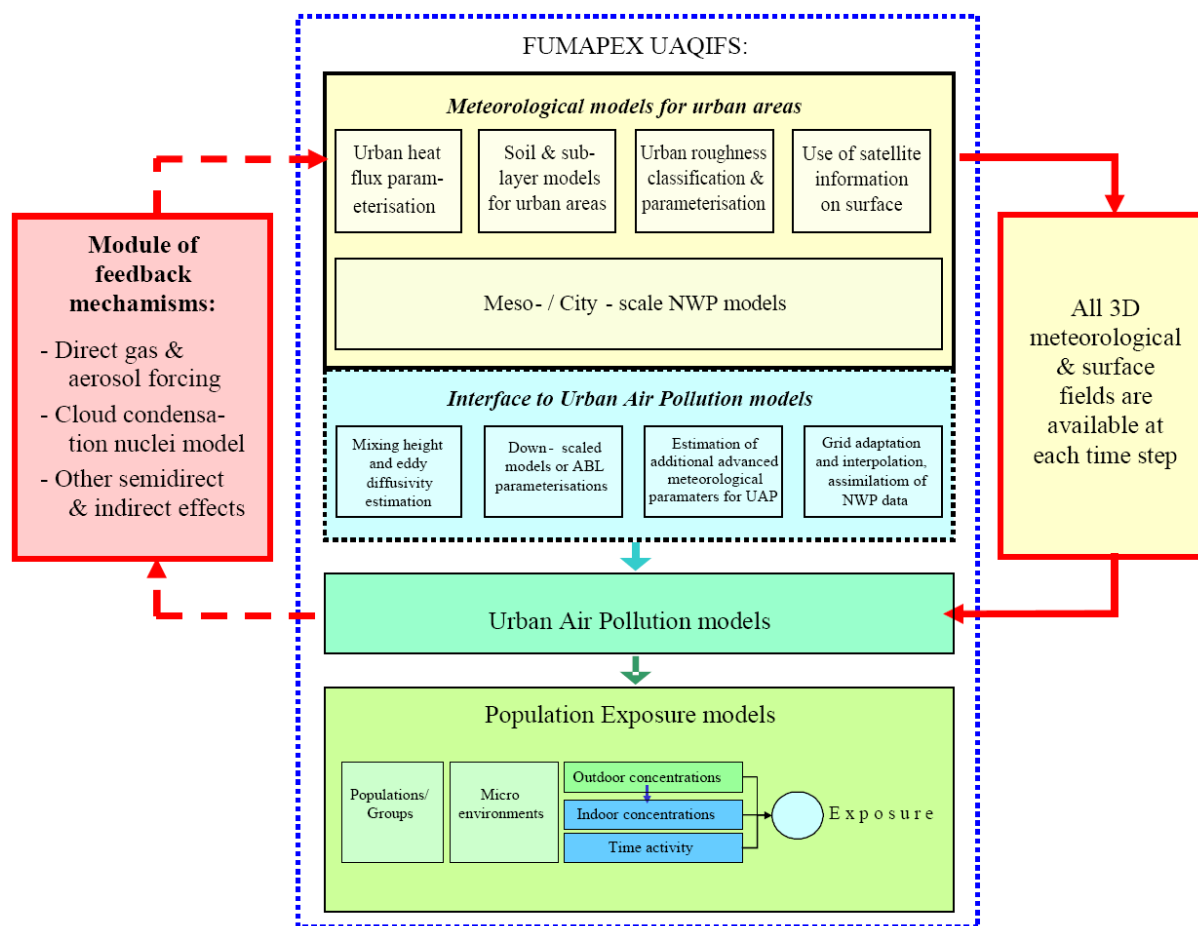 FUMAPEX UAQIFS:
Meteorological models for urban areas
Urban heat
flux param-
eterisation
Soil & sub-
layer models
for urban areas
Urban roughness
classification &
parameterisation
Use of satellite
information
on surface
Meso- / City - scale NWP models
Module of
feedback
mechamisms:
- Direct gas &
aerosol forcing
- Cloud condensa-
tion nuclei model
- Other semidirect
& indirect effects
All 3D
meteorological
& surface
fields are
available at
each time step
Interface to Urban Air Pollution models
Mixing height
and eddy
diffusivity
estimation
Down- scaled
models or ABL
parameterisations
Estimation of
additional advanced
meteorological
paramaters for UAP
Grid adaptation
and interpolation,
assimilatiom of
NWP data
Urban Air Pollution models
Population Exposure models
Populations/
Groups
Micro
environments
Outdoor concentrations
Indoor concentrations
Time activity
Exposure